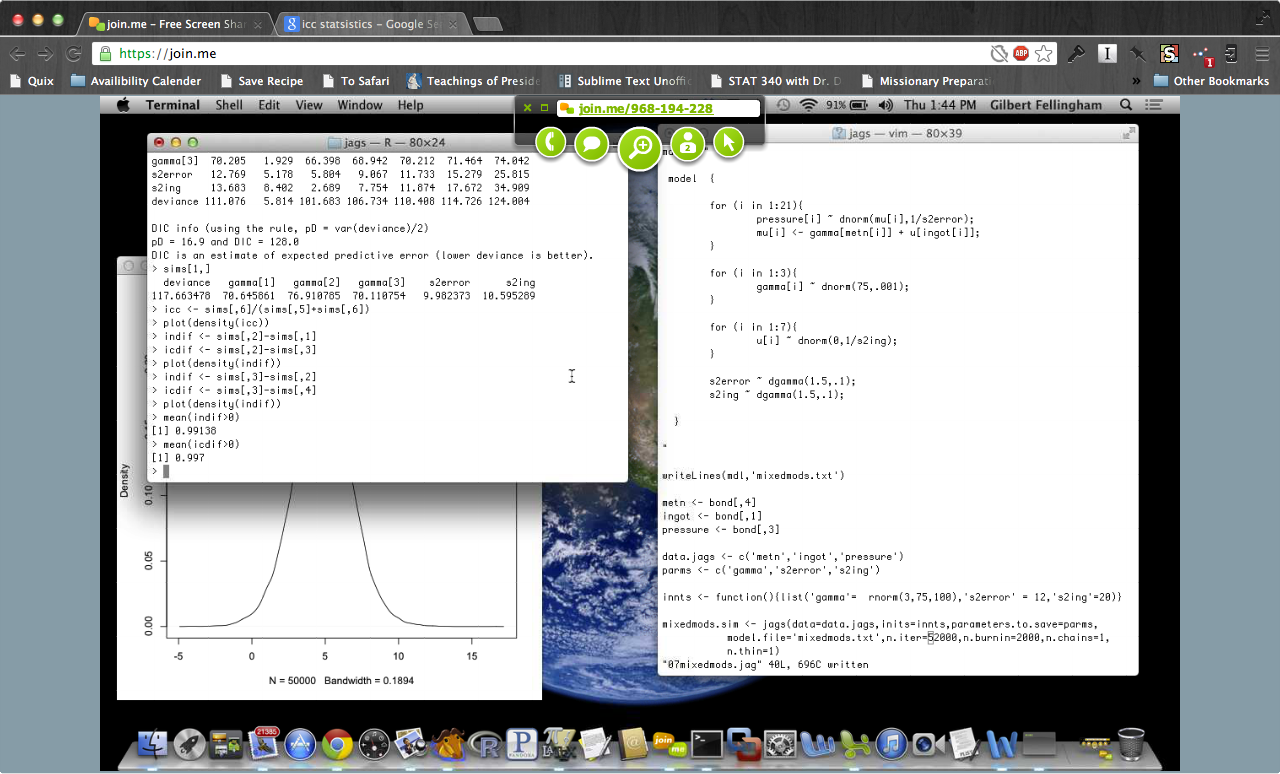 join.me – Free Screen Shar
icc statsistics – Google Se
https://join.me
ABP
I
S
1
Quix
Availibility Calender
Save Recipe
To Safari
Teachings of Preside
Sublime Text Unoffic
STAT 340 with Dr. D
Missionary Preparati
»
Other Bookmarks
Terminal Shell Edit View Window Help
join.me/968-194-228
91% Thu 1:44 PM Gilbert Fellingham
2
jags — R — 80×24
gamma[3] 70.205 1.929 66.398 68.942 70.212 71.464 74.042
s2error 12.769 5.178 5.804 9.067 11.733 15.279 25.815
s2ing 13.683 8.402 2.689 7.754 11.874 17.672 34.909
deviance 111.076 5.814 101.683 106.734 110.408 114.726 124.004
DIC info (using the rule, pD = var(deviance)/2)
pD = 16.9 and DIC = 128.0
DIC is an estimate of expected predictive error (lower deviance is better).
> sims[1,]
deviance gamma[1] gamma[2] gamma[3] s2error s2ing
117.663478 70.645861 76.910785 70.110754 9.982373 10.595289
> icc <- sims[,6]/(sims[,5]+sims[,6])
> plot(density(icc))
> indif <- sims[,2]-sims[,1]
> icdif <- sims[,2]-sims[,3]
> plot(density(indif))
> indif <- sims[,3]-sims[,2]
> icdif <- sims[,3]-sims[,4]
> plot(density(indif))
> mean(indif>0)
[1] 0.99138
> mean(icdif>0)
[1] 0.997
>
Density
0.10
0.05
0.00
-5 0 5 10 15
N = 50000 Bandwidth = 0.1894
jags — vim — 80×39
model {
for (i in 1:21){
pressure[i] ~ dnorm(mu[i],1/s2error);
mu[i] <- gamma[metn[i]] + u[ingot[i]];
}
for (i in 1:3){
gamma[i] ~ dnorm(75,.001);
}
for (i in 1:7){
u[i] ~ dnorm(0,1/s2ing);
}
s2error ~ dgamma(1.5,.1);
s2ing ~ dgamma(1.5,.1);
}
"
writeLines(mdl,'mixedmods.txt')
metn <- bond[,4]
ingot <- bond[,1]
pressure <- bond[,3]
data.jags <- c('metn','ingot','pressure')
parms <- c('gamma','s2error','s2ing')
innts <- function(){list('gamma'= rnorm(3,75,100),'s2error' = 12,'s2ing'=20)}
mixedmods.sim <- jags(data=data.jags,inits=innts,parameters.to.save=parms,
model.file='mixedmods.txt',n.iter=52000,n.burnin=2000,n.chains=1,
n.thin=1)
"07mixedmods.jag" 40L, 696C written
21385
R
P
PANDORA
join me